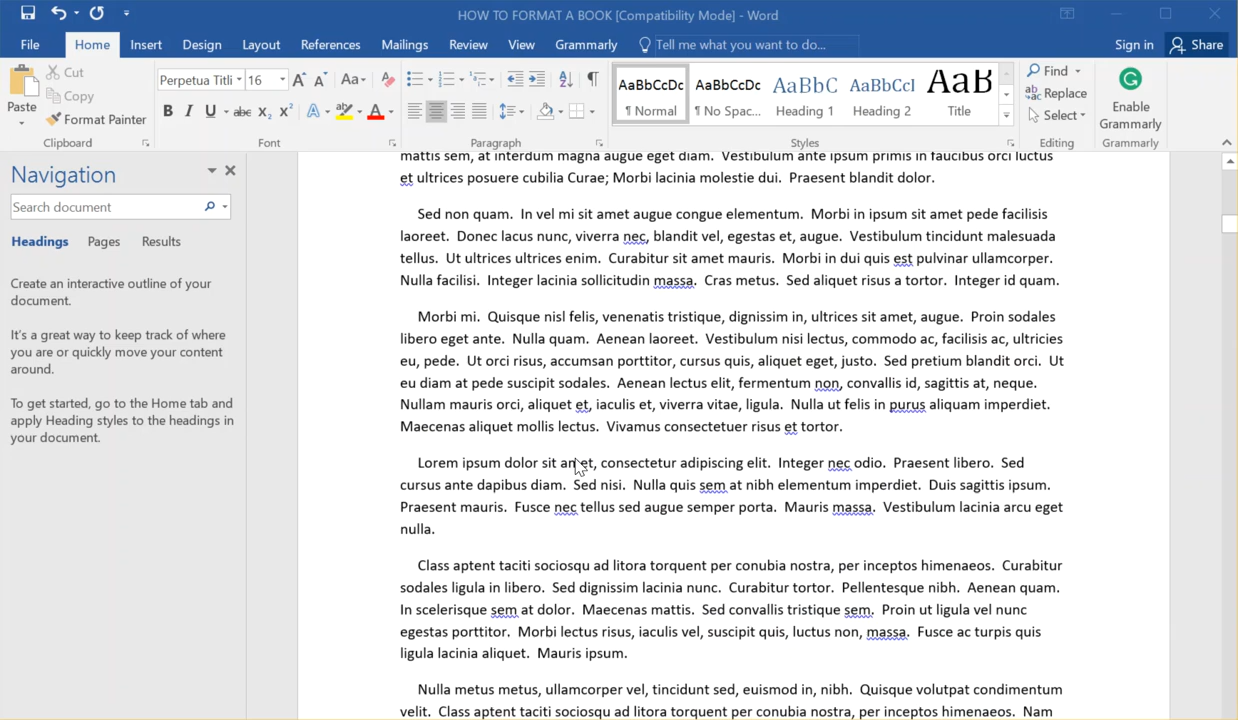 HOW TO FORMAT A BOOK [Compatibility Mode] - Word
File Home Insert Design Layout References Mailings Review View Grammarly Tell me what you want to do... Sign in Share
Paste
Cut
Copy
Format Painter
Clipboard
Perpetua Titli 16
Aa
B I U abc X₂ X² A ab A
Font
Paragraph
AaBbCcDc AaBbCcDc AaBbC AaBbCcI AaB
¶ Normal ¶ No Spac... Heading 1 Heading 2 Title
Styles
Find
Replace
Select
Editing
Enable
Grammarly
Grammarly
Navigation
Search document
Headings Pages Results
Create an interactive outline of your
document.
It's a great way to keep track of where
you are or quickly move your content
around.
To get started, go to the Home tab and
apply Heading styles to the headings in
your document.
mattis sem, at interdum magna augue eget diam.  Vestibulum ante ipsum primis in faucibus orci luctus
et ultrices posuere cubilia Curae; Morbi lacinia molestie dui.  Praesent blandit dolor.
Sed non quam.  In vel mi sit amet augue congue elementum.  Morbi in ipsum sit amet pede facilisis
laoreet.  Donec lacus nunc, viverra nec, blandit vel, egestas et, augue.  Vestibulum tincidunt malesuada
tellus.  Ut ultrices ultrices enim.  Curabitur sit amet mauris.  Morbi in dui quis est pulvinar ullamcorper.
Nulla facilisi.  Integer lacinia sollicitudin massa.  Cras metus.  Sed aliquet risus a tortor.  Integer id quam.
Morbi mi.  Quisque nisl felis, venenatis tristique, dignissim in, ultrices sit amet, augue.  Proin sodales
libero eget ante.  Nulla quam.  Aenean laoreet.  Vestibulum nisi lectus, commodo ac, facilisis ac, ultricies
eu, pede.  Ut orci risus, accumsan porttitor, cursus quis, aliquet eget, justo.  Sed pretium blandit orci.  Ut
eu diam at pede suscipit sodales.  Aenean lectus elit, fermentum non, convallis id, sagittis at, neque.
Nullam mauris orci, aliquet et, iaculis et, viverra vitae, ligula.  Nulla ut felis in purus aliquam imperdiet.
Maecenas aliquet mollis lectus.  Vivamus consectetuer risus et tortor.
Lorem ipsum dolor sit amet, consectetur adipiscing elit.  Integer nec odio.  Praesent libero.  Sed
cursus ante dapibus diam.  Sed nisi.  Nulla quis sem at nibh elementum imperdiet.  Duis sagittis ipsum.
Praesent mauris.  Fusce nec tellus sed augue semper porta.  Mauris massa.  Vestibulum lacinia arcu eget
nulla.
Class aptent taciti sociosqu ad litora torquent per conubia nostra, per inceptos himenaeos.  Curabitur
sodales ligula in libero.  Sed dignissim lacinia nunc.  Curabitur tortor.  Pellentesque nibh.  Aenean quam.
In scelerisque sem at dolor.  Maecenas mattis.  Sed convallis tristique sem.  Proin ut ligula vel nunc
egestas porttitor.  Morbi lectus risus, iaculis vel, suscipit quis, luctus non, massa.  Fusce ac turpis quis
ligula lacinia aliquet.  Mauris ipsum.
Nulla metus metus, ullamcorper vel, tincidunt sed, euismod in, nibh.  Quisque volutpat condimentum
velit.  Class aptent taciti sociosqu ad litora torquent per conubia nostra, per inceptos himenaeos.  Nam